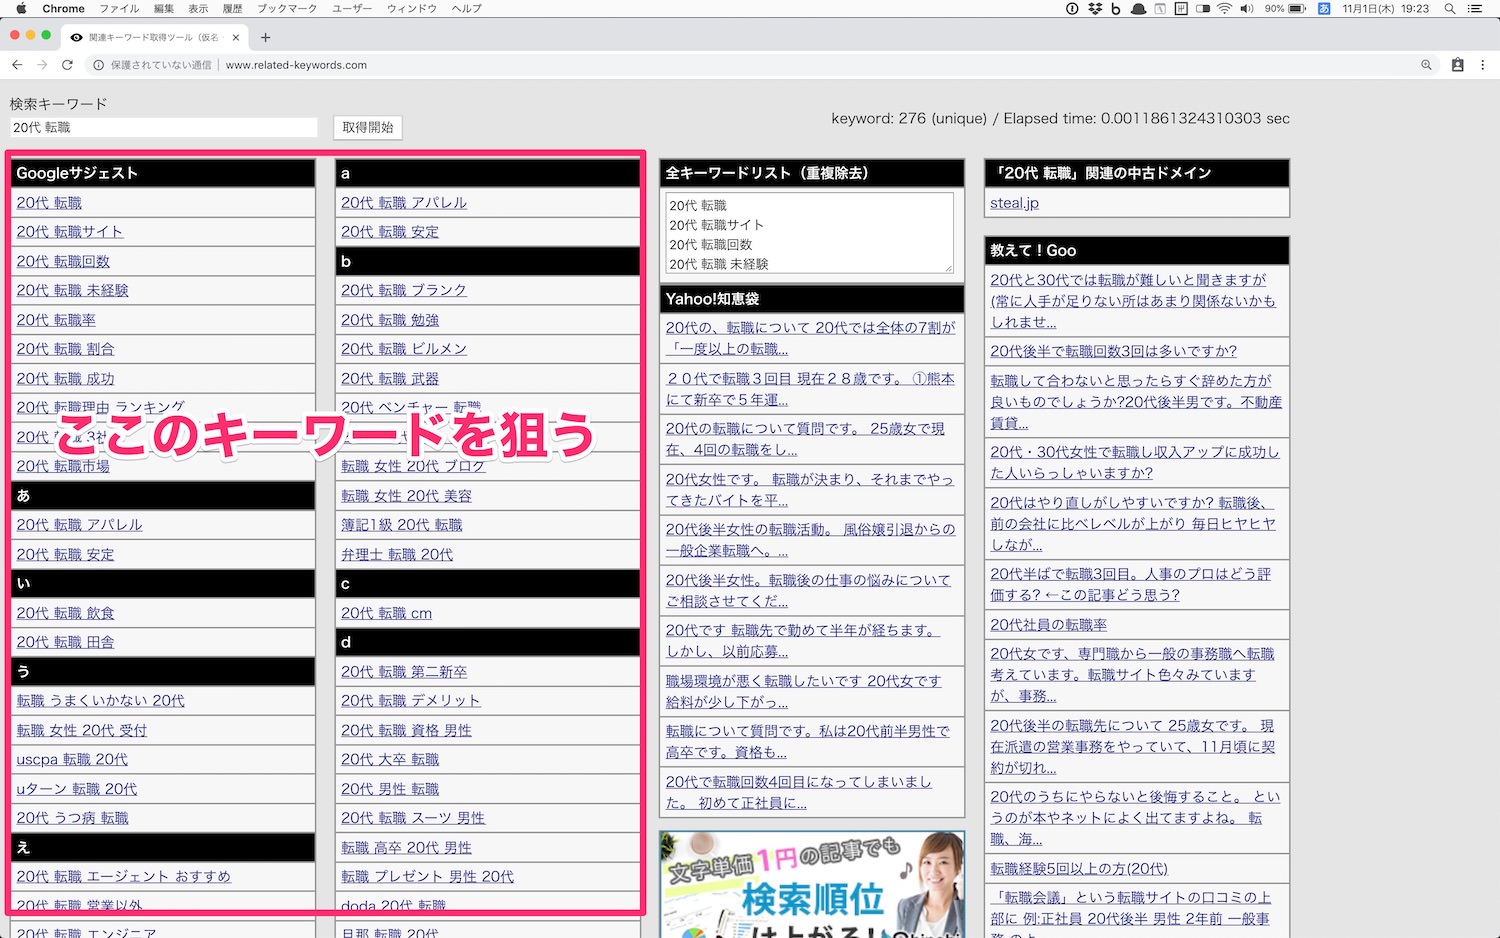 Chrome ファイル 編集 表示 履歴 ブックマーク ユーザー ウィンドウ ヘルプ
90% あ 11月1日(木) 19:23
関連キーワード取得ツール（仮名
保護されていない通信 | www.related-keywords.com
検索キーワード
20代 転職
取得開始
keyword: 276 (unique) / Elapsed time: 0.0011861324310303 sec
ここのキーワードを狙う
Googleサジェスト
20代 転職
20代 転職サイト
20代 転職回数
20代 転職 未経験
20代 転職率
20代 転職 割合
20代 転職 成功
20代 転職理由 ランキング
20代 転職 3社
20代 転職市場
あ
20代 転職 アパレル
20代 転職 安定
い
20代 転職 飲食
20代 転職 田舎
う
転職 うまくいかない 20代
転職 女性 20代 受付
uscpa 転職 20代
uターン 転職 20代
20代 うつ病 転職
え
20代 転職 エージェント おすすめ
20代 転職 営業以外
20代 転職 エンジニア
a
20代 転職 アパレル
20代 転職 安定
b
20代 転職 ブランク
20代 転職 勉強
20代 転職 ビルメン
20代 転職 武器
20代 ベンチャー 転職
転職 女性 20代 ブログ
転職 女性 20代 美容
簿記1級 20代 転職
弁理士 転職 20代
c
20代 転職 cm
d
20代 転職 第二新卒
20代 転職 デメリット
20代 転職 資格 男性
20代 大卒 転職
20代 男性 転職
20代 転職 スーツ 男性
転職 高卒 20代 男性
転職 プレゼント 男性 20代
doda 20代 転職
旦那 転職 20代
全キーワードリスト（重複除去）
20代 転職
20代 転職サイト
20代 転職回数
20代 転職 未経験
Yahoo!知恵袋
20代の、転職について 20代では全体の7割が
「一度以上の転職...
２０代で転職３回目 現在２８歳です。 ①熊本
にて新卒で５年運...
20代の転職について質問です。 25歳女で現
在、4回の転職をし...
20代女性です。 転職が決まり、それまでやっ
てきたバイトを平...
20代後半女性の転職活動。 風俗嬢引退からの
一般企業転職へ。...
20代後半女性。転職後の仕事の悩みについて
ご相談させてくだ...
20代です 転職先で勤めて半年が経ちます。
しかし、以前応募...
職場環境が悪く転職したいです 20代女です
給料が少し下がっ...
転職について質問です。私は20代前半男性で
高卒です。資格も...
20代で転職回数4回目になってしまいまし
た。 初めて正社員に...
文字単価1円の記事でも
検索順位
は上がる!
「20代 転職」関連の中古ドメイン
steal.jp
教えて！Goo
20代と30代では転職が難しいと聞きますが
(常に人手が足りない所はあまり関係ないかも
しれませ...
20代後半で転職回数3回は多いですか?
転職して合わないと思ったらすぐ辞めた方が
良いものでしょうか?20代後半男です。不動産
賃貸...
20代・30代女性で転職し収入アップに成功し
た人いらっしゃいますか?
20代はやり直しがしやすいですか? 転職後、
前の会社に比べレベルが上がり 毎日ヒヤヒヤ
しなが...
20代半ばで転職3回目。人事のプロはどう評
価する? ←この記事どう思う?
20代社員の転職率
20代女です、専門職から一般の事務職へ転職
考えています。転職サイト色々みています
が、事務...
20代後半の転職先について 25歳女です。 現
在派遣の営業事務をやっていて、11月頃に契
約が切れ...
20代のうちにやらないと後悔すること。 とい
うのが本やネットによく出てますよね。 転
職、海...
転職経験5回以上の方(20代)
「転職会議」という転職サイトの口コミの上
部に 例:正社員 20代後半 男性 2年前 一般事